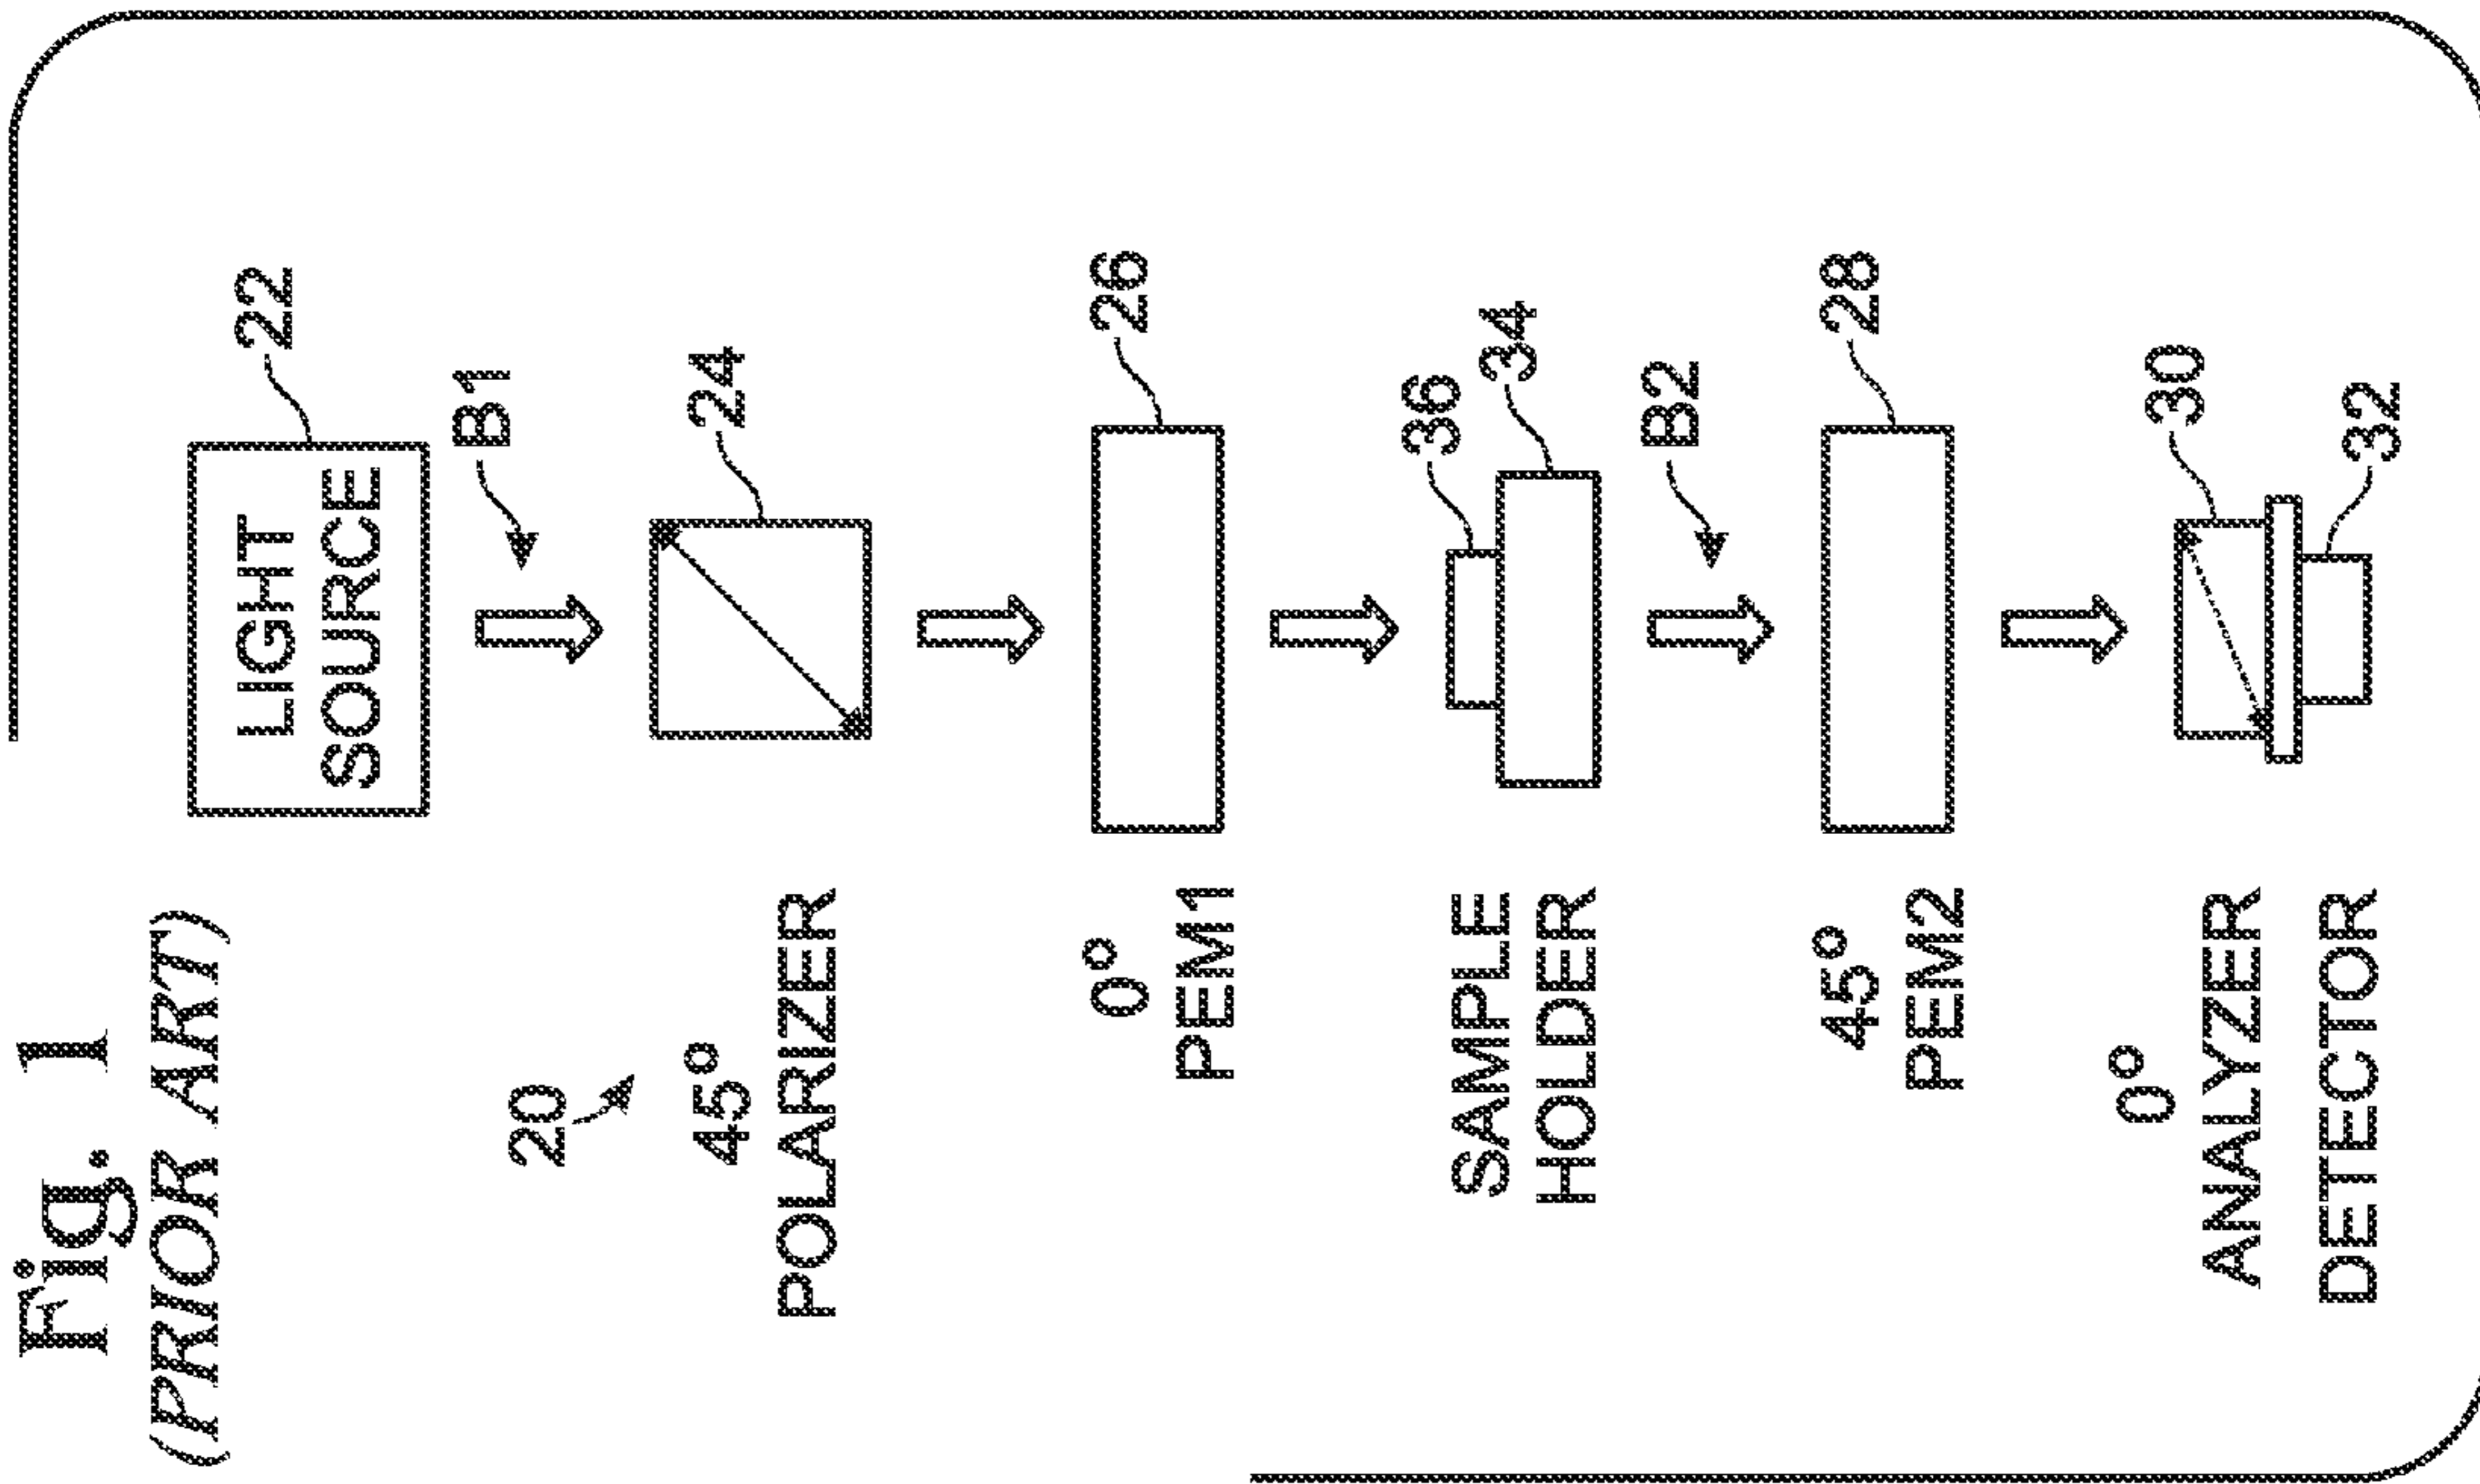 Fig. 1
(PRIOR ART)
20
LIGHT
SOURCE
22
B1
45°
POLARIZER
24
0°
PEM1
26
SAMPLE
HOLDER
36
34
B2
45°
PEM2
28
0°
ANALYZER
30
DETECTOR
32